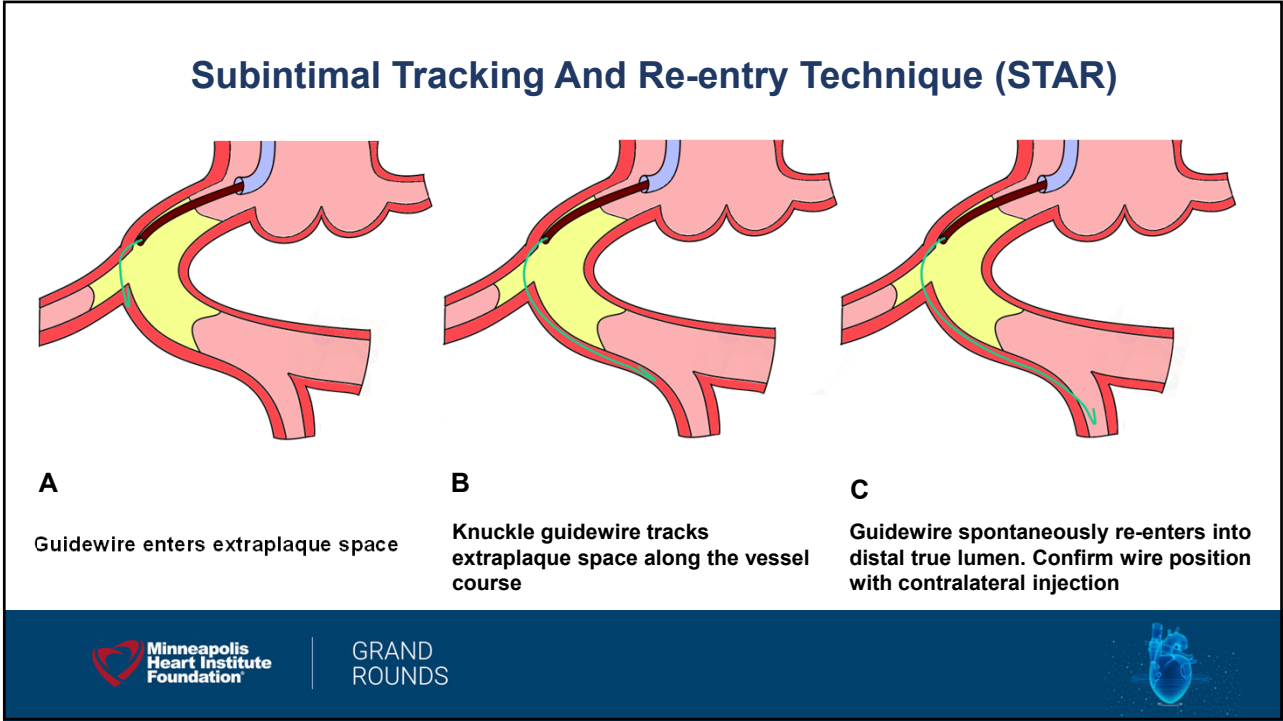 Subintimal Tracking And Re-entry Technique (STAR)
A
Guidewire enters extraplaque space
B
Knuckle guidewire tracks
extraplaque space along the vessel
course
C
Guidewire spontaneously re-enters into
distal true lumen. Confirm wire position
with contralateral injection
Minneapolis
Heart Institute
Foundation®
GRAND
ROUNDS